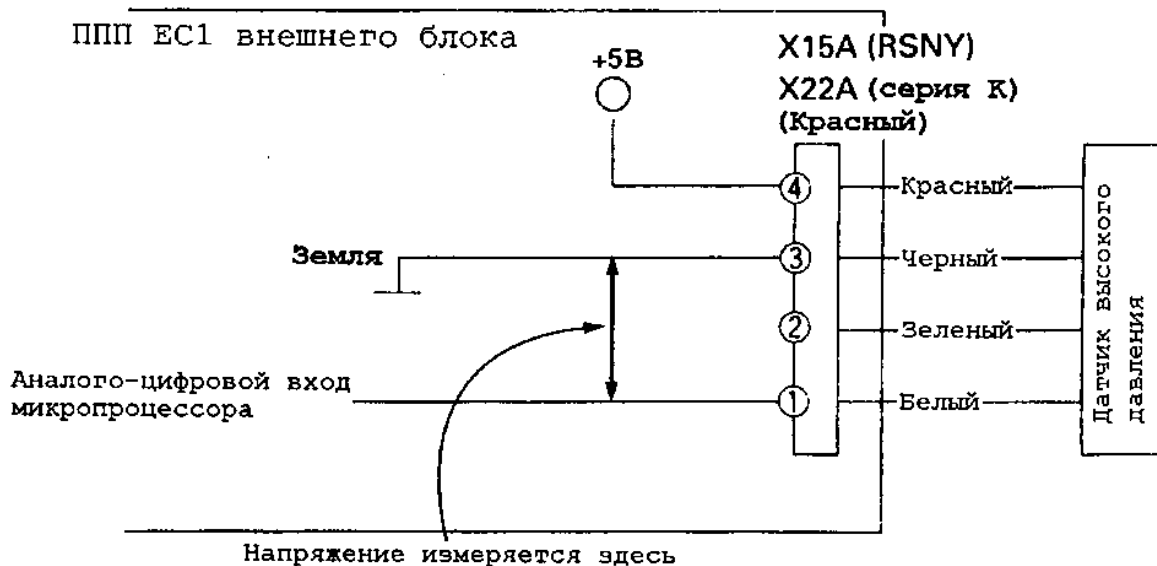 ППП EC1 внешнего блока
+5В
X15A (RSNY)
X22A (серия К)
(Красный)
4
Красный
Земля
3
Черный
2
Зеленый
Аналого-цифровой вход
микропроцессора
1
Белый
Датчик высокого
давления
Напряжение измеряется здесь